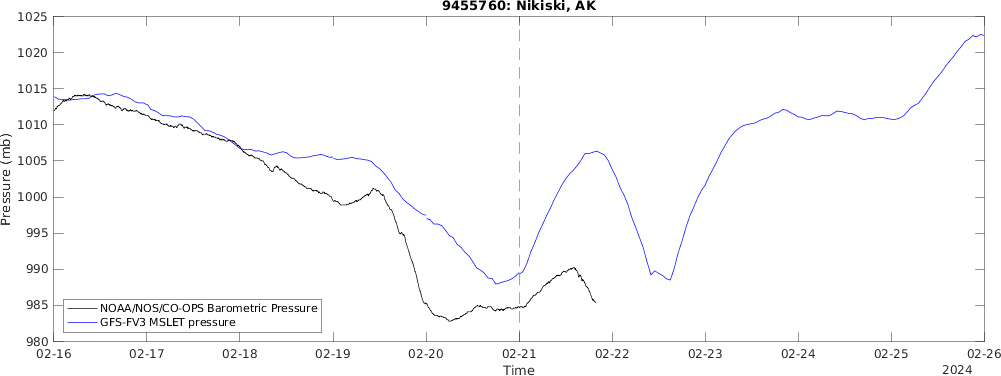 9455760: Nikiski, AK
Pressure (mb)
1025
1020
1015
1010
1005
1000
995
990
985
980
NOAA/NOS/CO-OPS Barometric Pressure
GFS-FV3 MSLET pressure
02-16 02-17 02-18 02-19 02-20 02-21 02-22 02-23 02-24 02-25 02-26
Time
2024